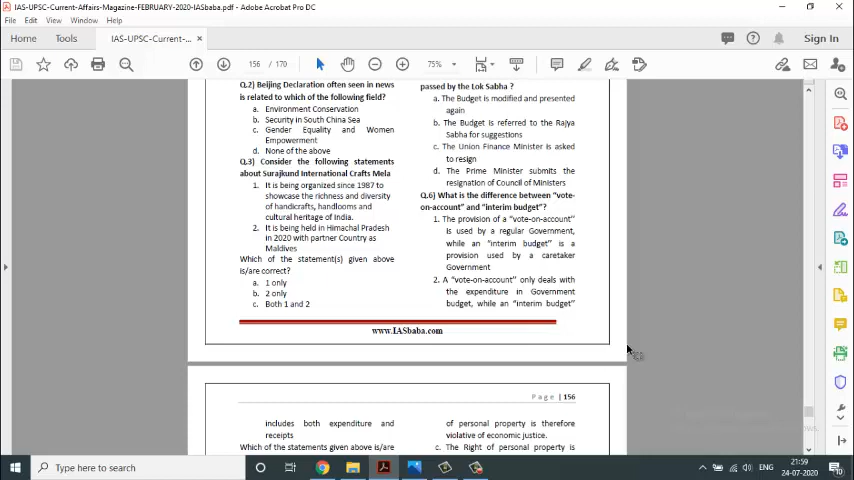 IAS-UPSC-Current-Affairs-Magazine-FEBRUARY-2020-IASbaba.pdf - Adobe Acrobat Pro DC
File Edit View Window Help
Home Tools IAS-UPSC-Current-... × Sign In
156 / 170 75%
Q.2) Beijing Declaration often seen in news
is related to which of the following field?
a. Environment Conservation
b. Security in South China Sea
c. Gender Equality and Women
Empowerment
d. None of the above
Q.3) Consider the following statements
about Surajkund International Crafts Mela
1. It is being organized since 1987 to
showcase the richness and diversity
of handicrafts, handlooms and
cultural heritage of India.
2. It is being held in Himachal Pradesh
in 2020 with partner Country as
Maldives
Which of the statement(s) given above
is/are correct?
a. 1 only
b. 2 only
c. Both 1 and 2
passed by the Lok Sabha ?
a. The Budget is modified and presented
again
b. The Budget is referred to the Rajya
Sabha for suggestions
c. The Union Finance Minister is asked
to resign
d. The Prime Minister submits the
resignation of Council of Ministers
Q.6) What is the difference between “vote-
on-account” and “interim budget”?
1. The provision of a “vote-on-account”
is used by a regular Government,
while an “interim budget” is a
provision used by a caretaker
Government
2. A “vote-on-account” only deals with
the expenditure in Government
budget, while an “interim budget”
www.IASbaba.com
Page | 156
includes both expenditure and
receipts
Which of the statements given above is/are
of personal property is therefore
violative of economic justice.
c. The Right of personal property is
Type here to search
ENG
21:59
24-07-2020
10